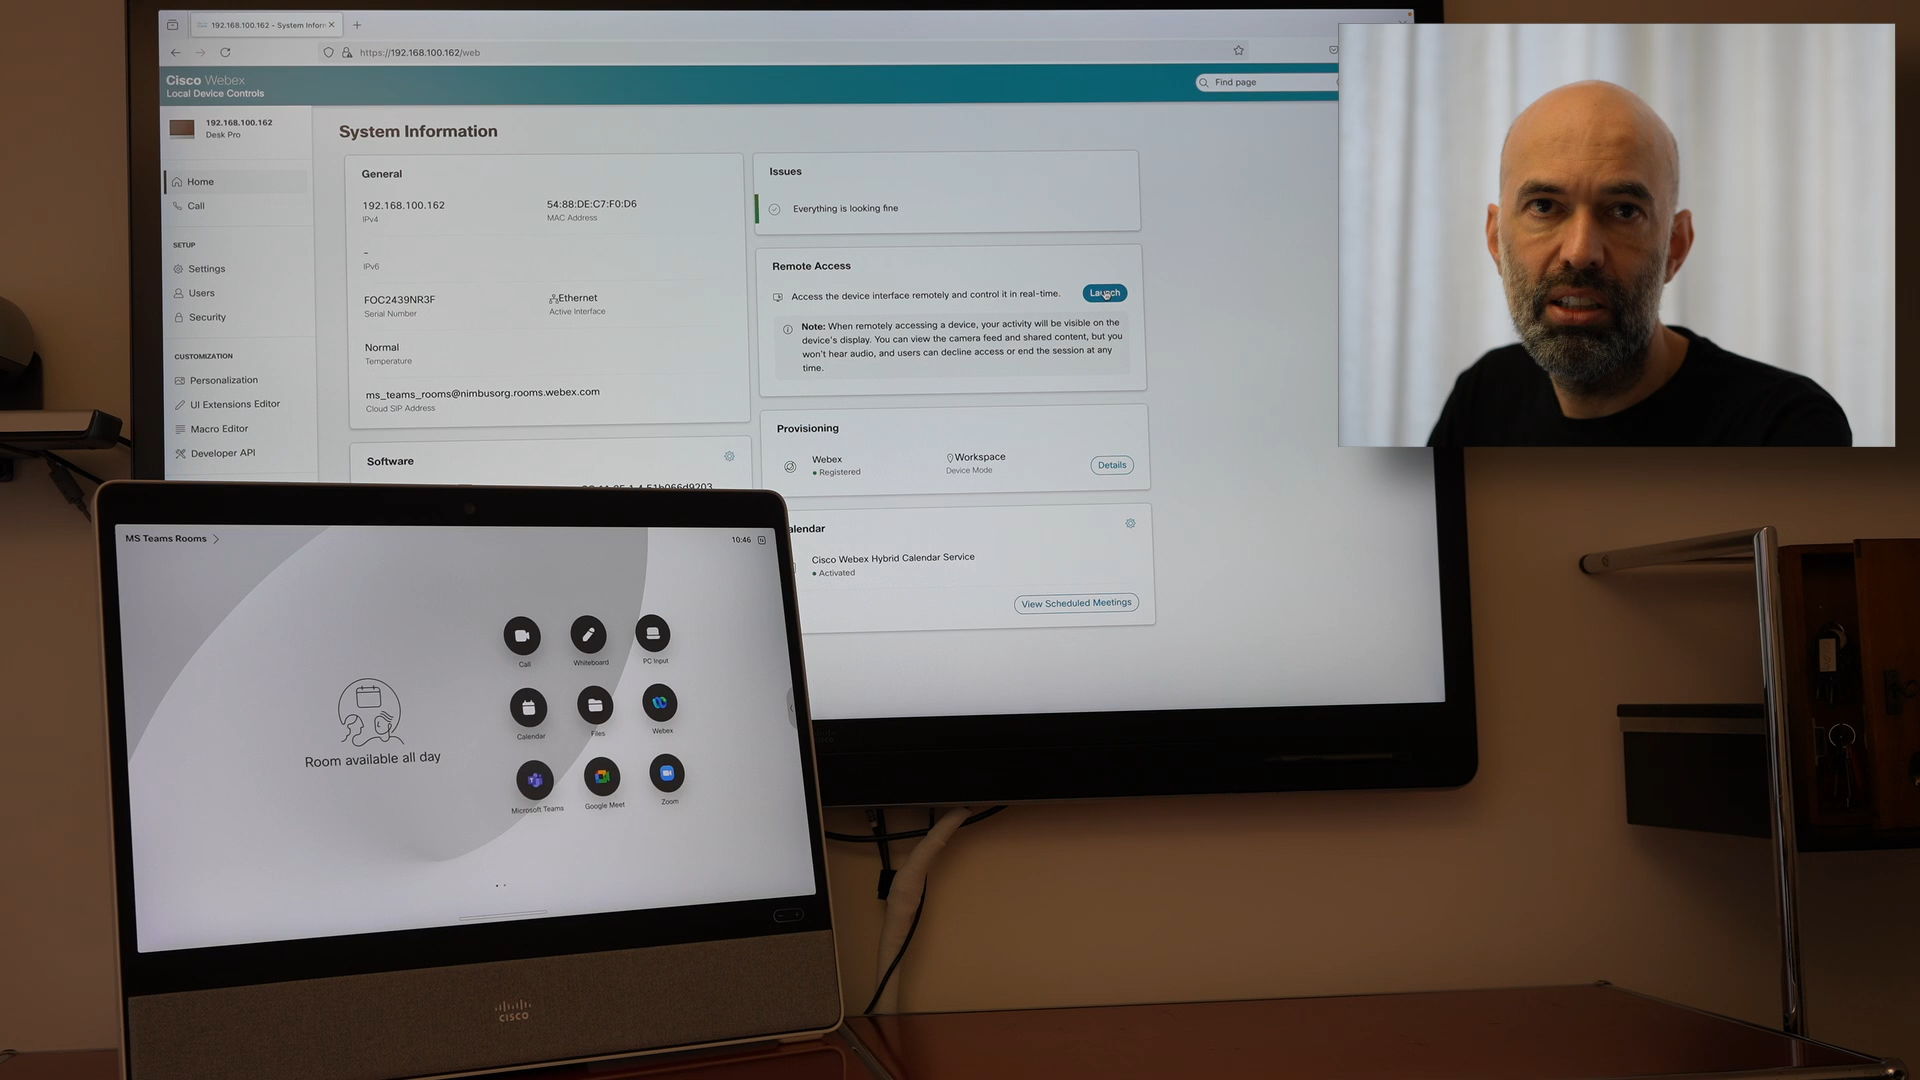 192.168.100.162 – System Inform
https://192.168.100.162/web
Cisco Webex
Local Device Controls
Find page
192.168.100.162
Desk Pro
Home
Call
SETUP
Settings
Users
Security
CUSTOMIZATION
Personalization
UI Extensions Editor
Macro Editor
Developer API
System Information
General
192.168.100.162
IPv4
54:88:DE:C7:F0:D6
MAC Address
-
IPv6
FOC2439NR3F
Serial Number
Ethernet
Active Interface
Normal
Temperature
ms_teams_rooms@nimbusorg.rooms.webex.com
Cloud SIP Address
Software
Issues
Everything is looking fine
Remote Access
Access the device interface remotely and control it in real-time.
Launch
Note: When remotely accessing a device, your activity will be visible on the
device's display. You can view the camera feed and shared content, but you
won't hear audio, and users can decline access or end the session at any
time.
Provisioning
Webex
Registered
Workspace
Device Mode
Details
alendar
Cisco Webex Hybrid Calendar Service
Activated
View Scheduled Meetings
MS Teams Rooms
10:46
Room available all day
Call
Whiteboard
PC Input
Calendar
Files
Webex
Microsoft Teams
Google Meet
Zoom
CISCO